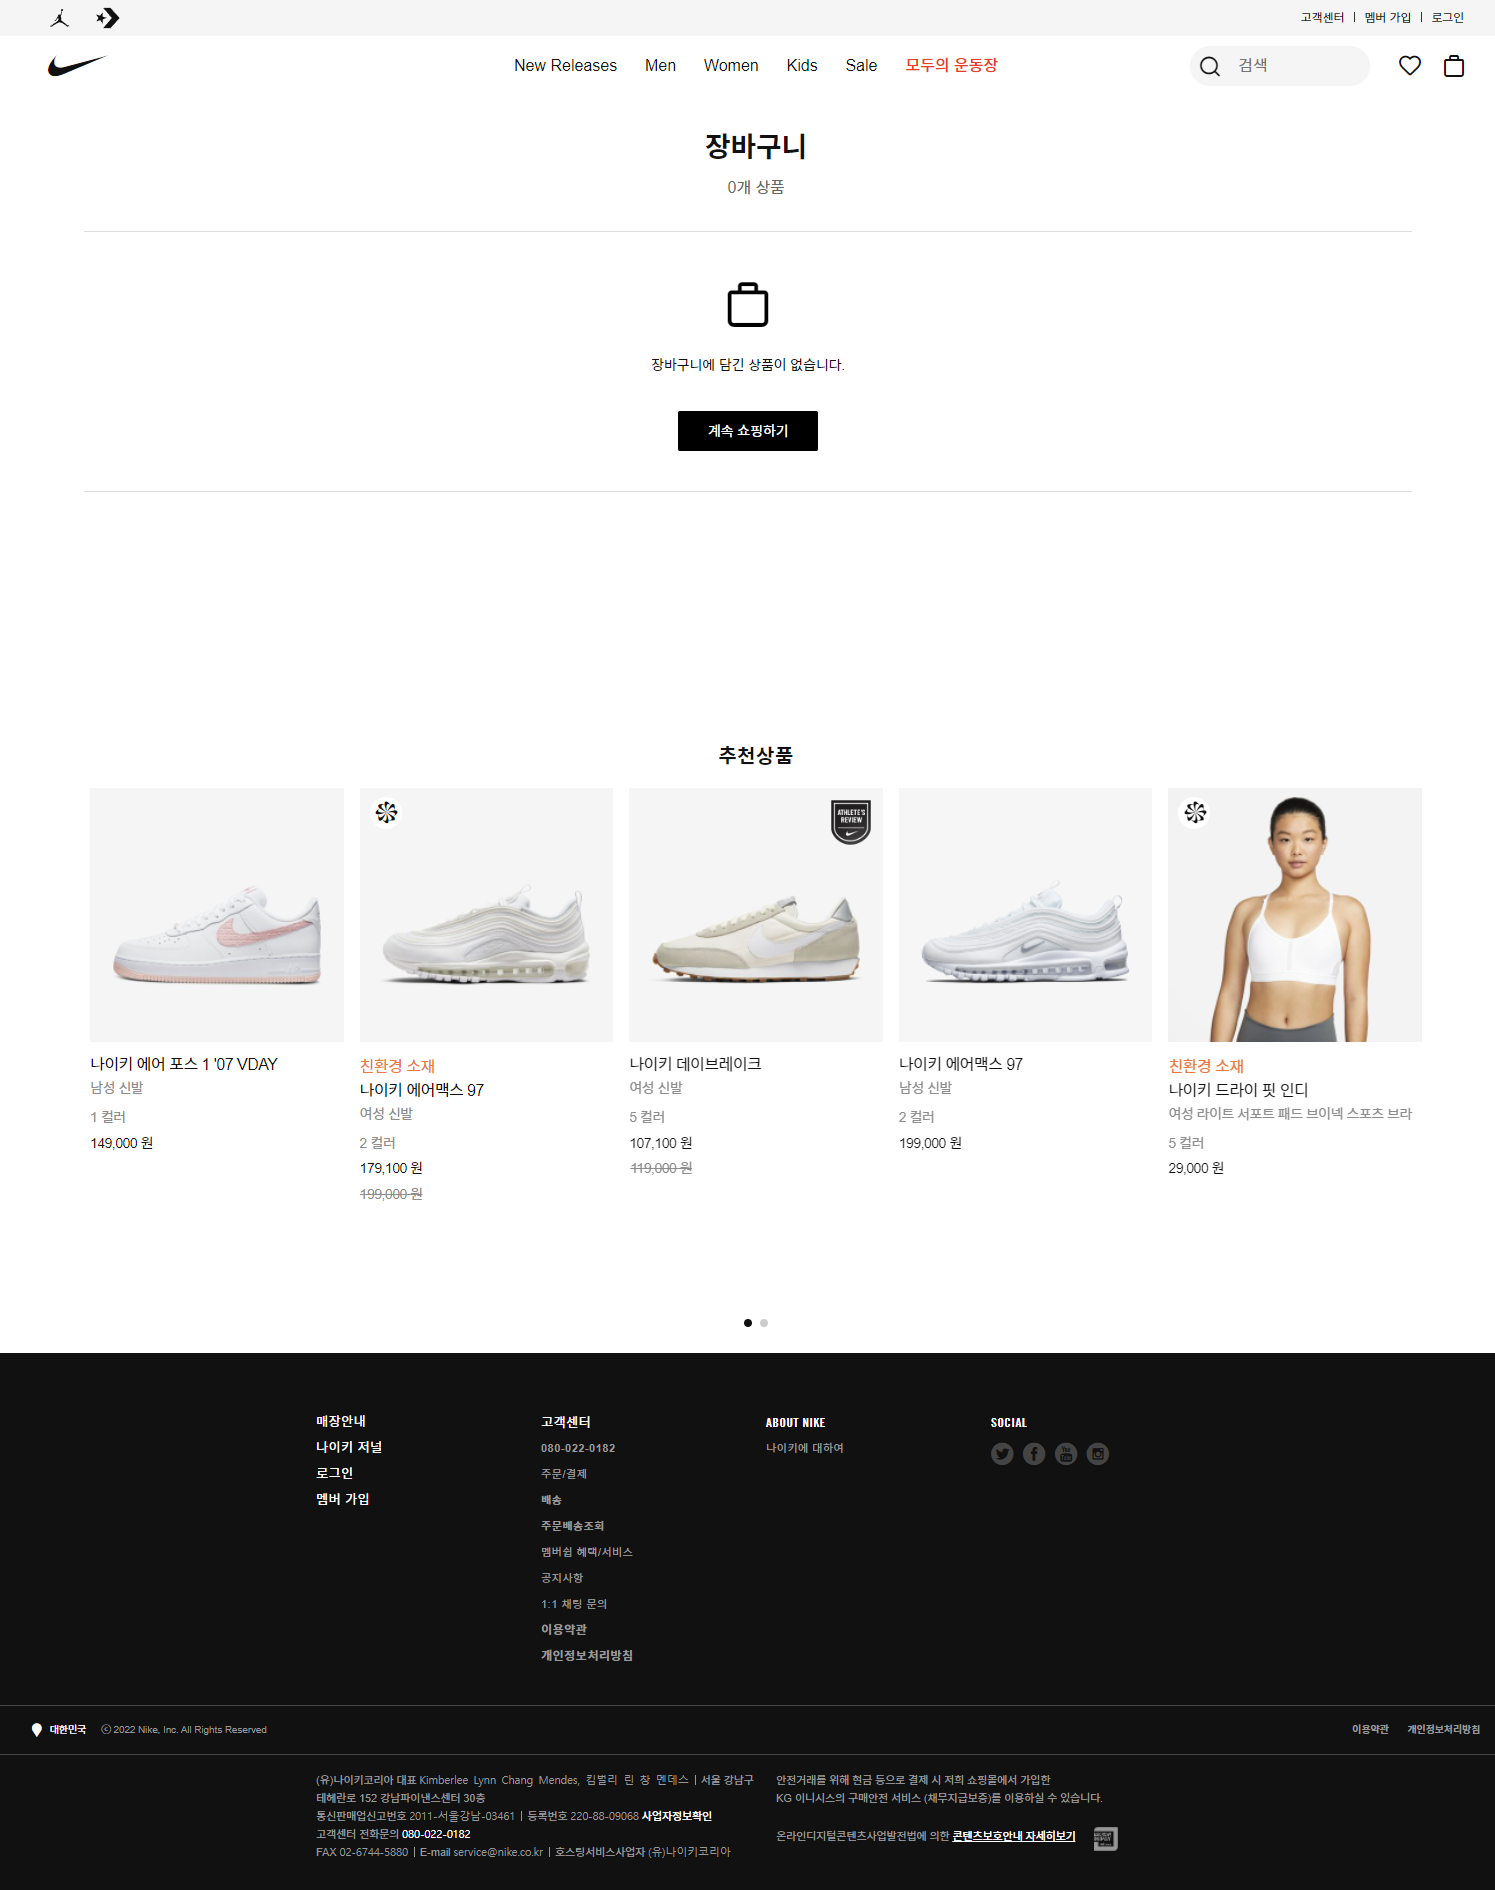 고객센터 | 멤버 가입 | 로그인
New Releases Men Women Kids Sale 모두의 운동장 검색
장바구니
0개 상품
장바구니에 담긴 상품이 없습니다.
계속 쇼핑하기
추천상품
ATHLETE'S
REVIEW
나이키 에어 포스 1 '07 VDAY
남성 신발
1 컬러
149,000 원
친환경 소재
나이키 에어맥스 97
여성 신발
2 컬러
179,100 원
199,000 원
나이키 데이브레이크
여성 신발
5 컬러
107,100 원
119,000 원
나이키 에어맥스 97
남성 신발
2 컬러
199,000 원
친환경 소재
나이키 드라이 핏 인디
여성 라이트 서포트 패드 브이넥 스포츠 브라
5 컬러
29,000 원
매장안내
나이키 저널
로그인
멤버 가입
고객센터
080-022-0182
주문/결제
배송
주문배송조회
멤버쉽 혜택/서비스
공지사항
1:1 채팅 문의
이용약관
개인정보처리방침
ABOUT NIKE
나이키에 대하여
SOCIAL
대한민국 ⓒ 2022 Nike, Inc. All Rights Reserved
이용약관 개인정보처리방침
(유)나이키코리아 대표 Kimberlee Lynn Chang Mendes, 킴벌리 린 창 멘데스 | 서울 강남구
테헤란로 152 강남파이낸스센터 30층
통신판매업신고번호 2011-서울강남-03461 | 등록번호 220-88-09068 사업자정보확인
고객센터 전화문의 080-022-0182
FAX 02-6744-5880 | E-mail service@nike.co.kr | 호스팅서비스사업자 (유)나이키코리아
안전거래를 위해 현금 등으로 결제 시 저희 쇼핑몰에서 가입한
KG 이니시스의 구매안전 서비스 (채무지급보증)를 이용하실 수 있습니다.
온라인디지털콘텐츠사업발전법에 의한 콘텐츠보호안내 자세히보기